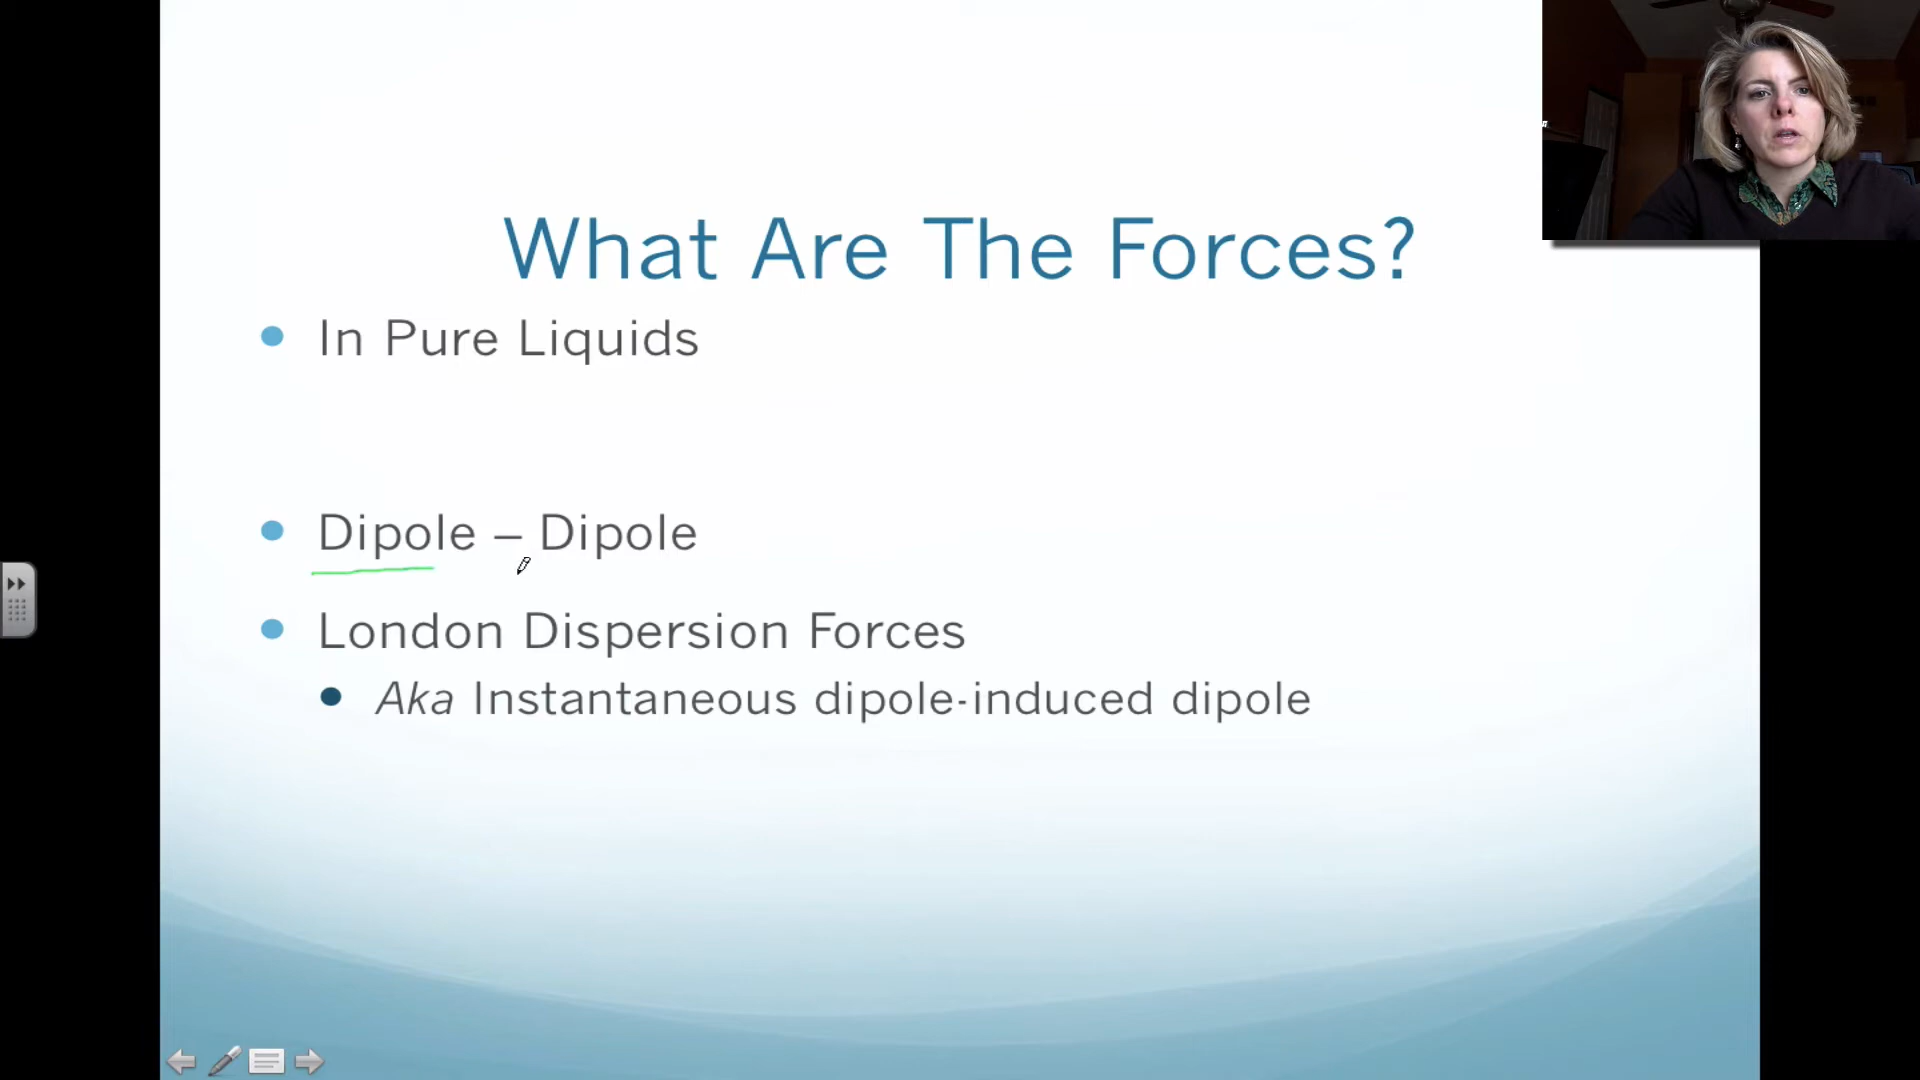 What Are The Forces?
In Pure Liquids
Dipole – Dipole
London Dispersion Forces
Aka Instantaneous dipole-induced dipole